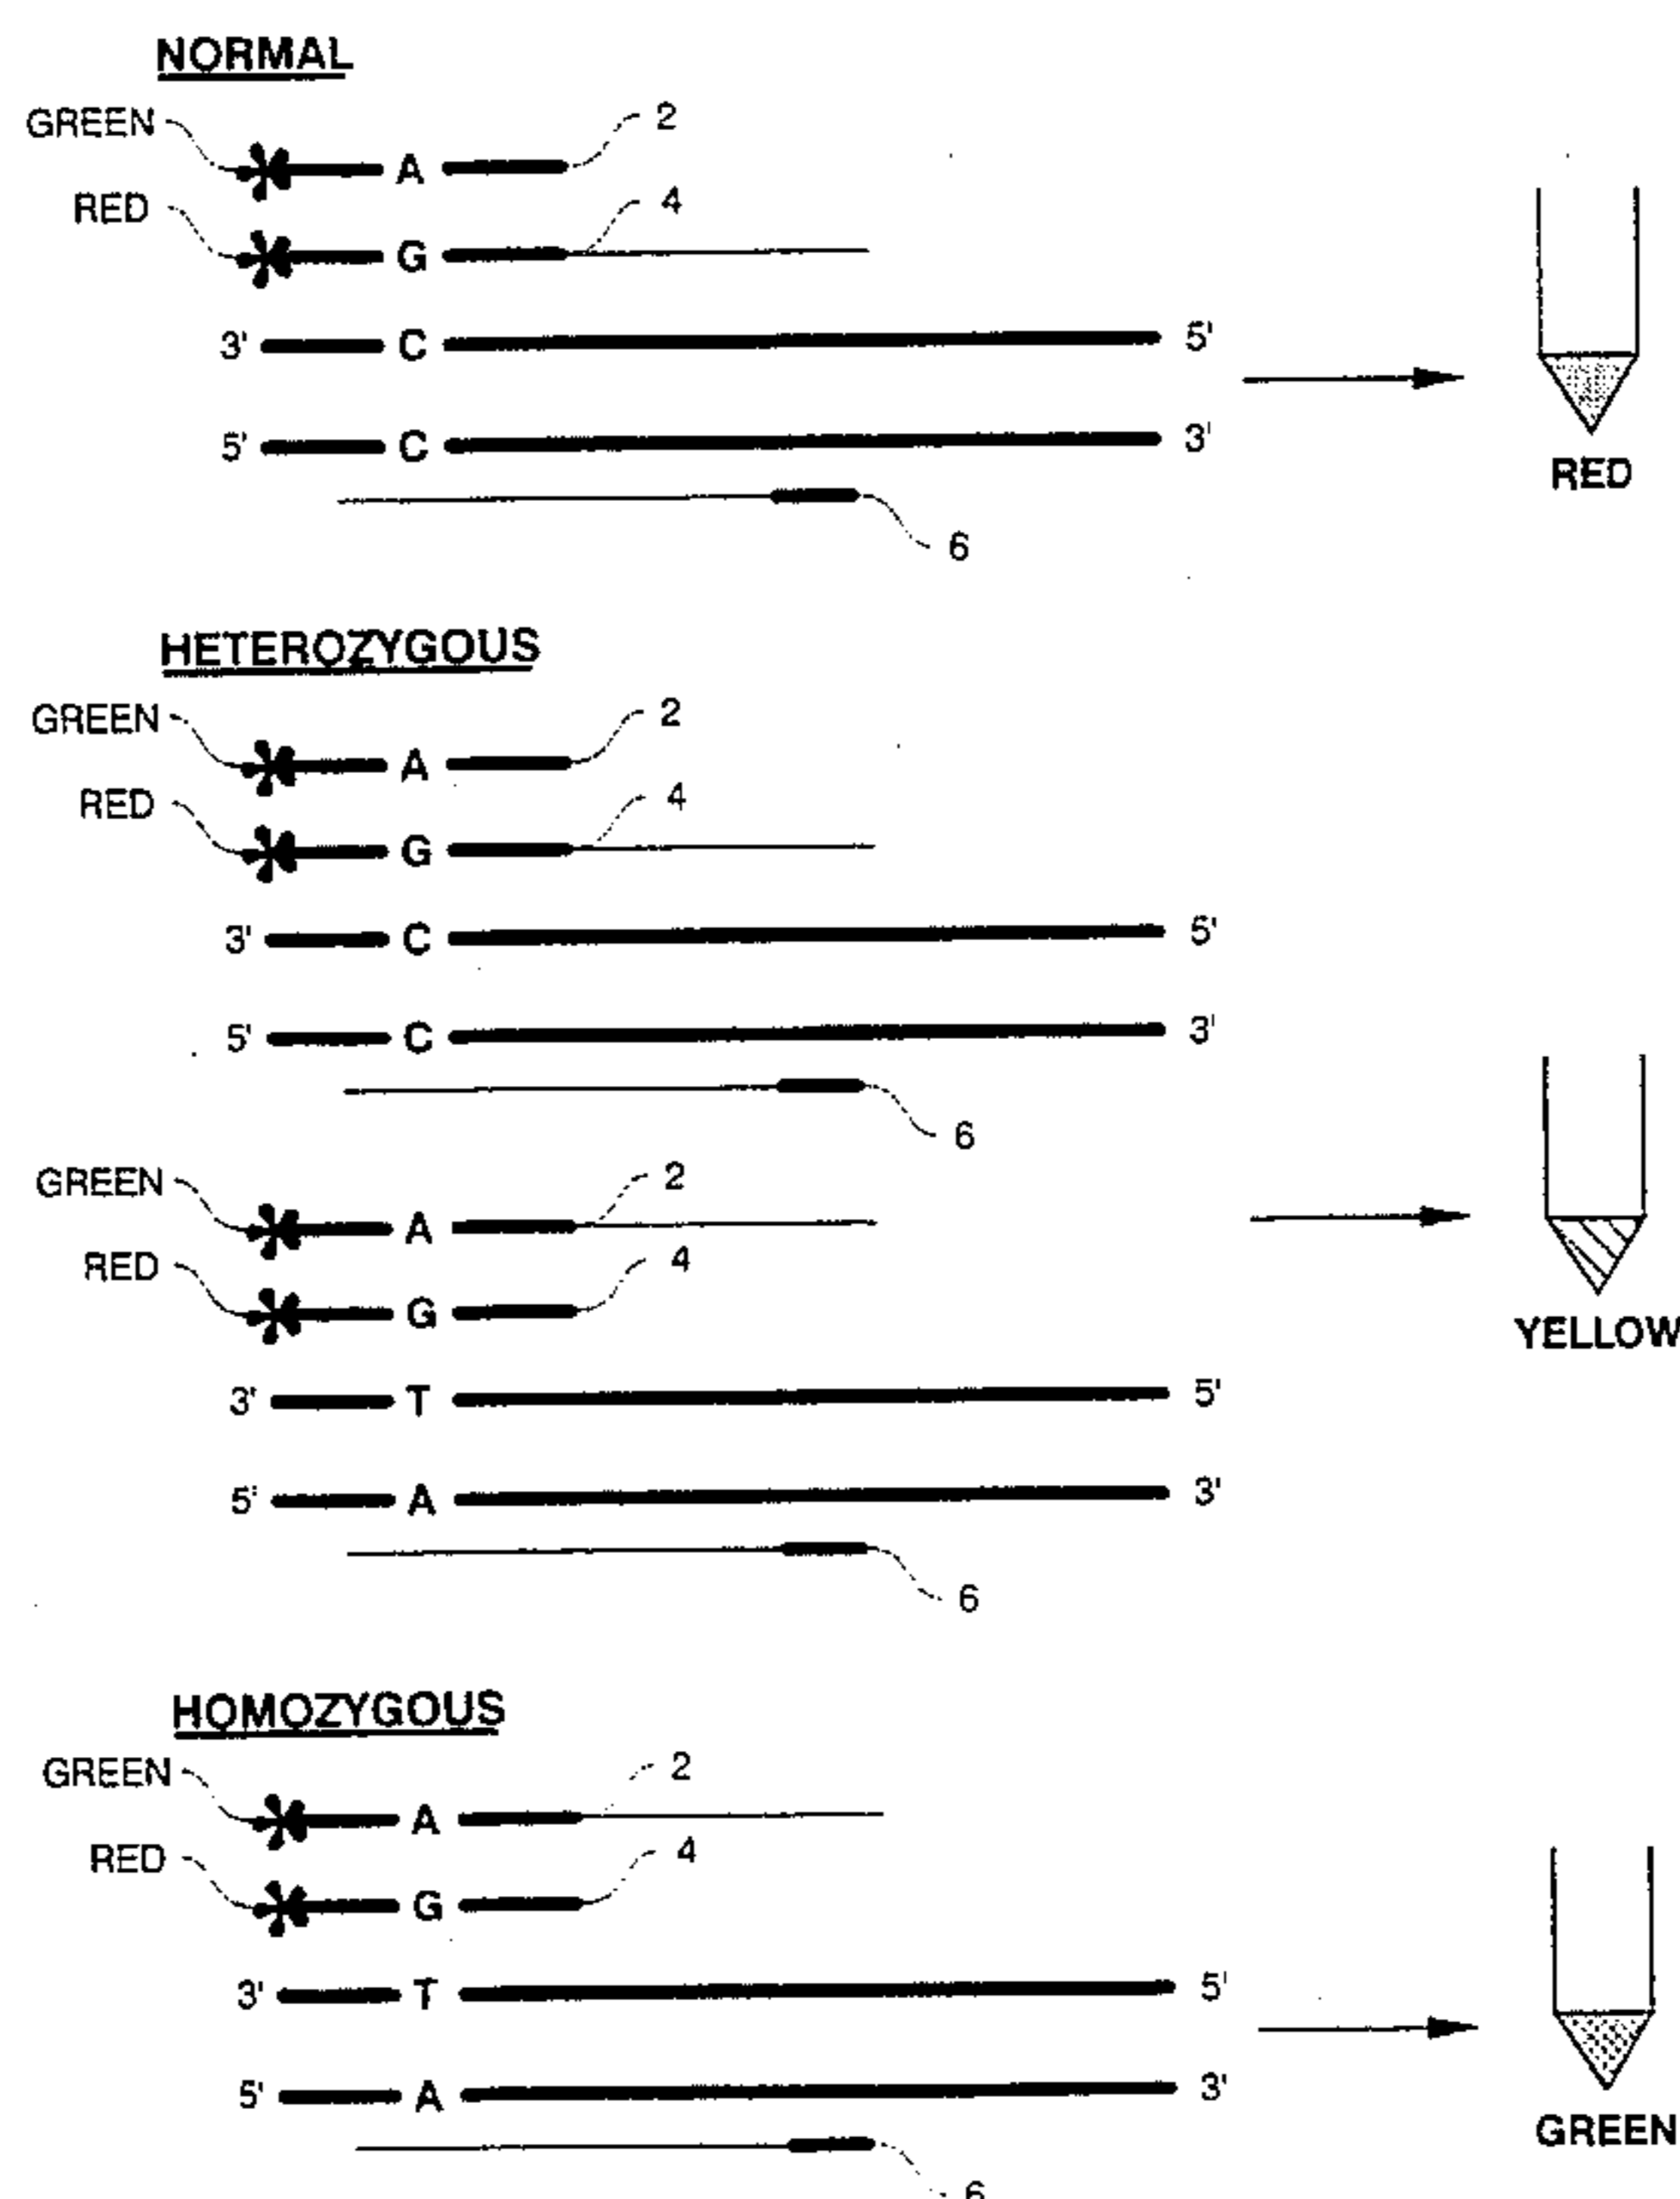 NORMAL
GREEN
2
A
RED
4
G
3' C 5'
5' C 3'
RED
6
HETEROZYGOUS
GREEN
2
A
RED
4
G
3' C 5'
5' C 3'
6
GREEN
2
A
RED
4
G
YELLOW
3' T 5'
5' A 3'
6
HOMOZYGOUS
GREEN
2
A
RED
4
G
3' T 5'
5' A 3'
GREEN
6